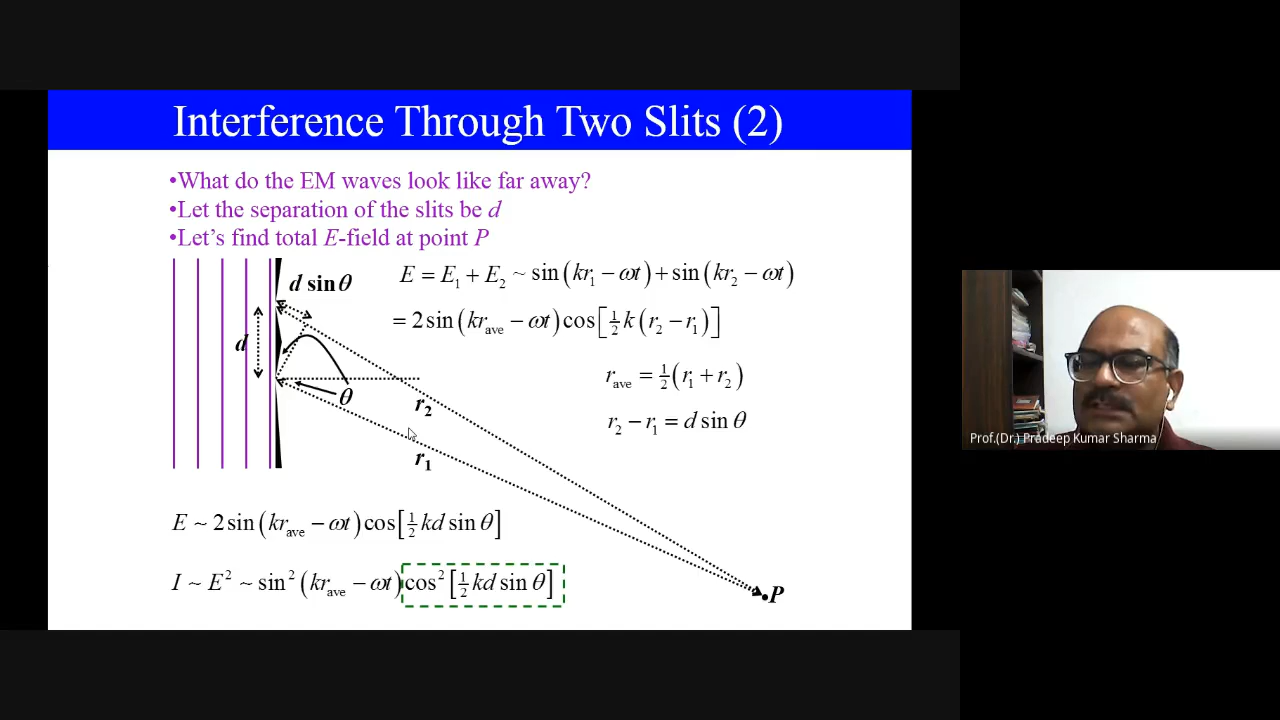 Interference Through Two Slits (2)
•What do the EM waves look like far away?
•Let the separation of the slits be d
•Let's find total E-field at point P
d sin θ
E = E₁ + E₂ ~ sin(kr₁ − ωt) + sin(kr₂ − ωt)
= 2 sin(kr_ave − ωt) cos[½k(r₂ − r₁)]
d
r_ave = ½(r₁ + r₂)
θ
r₂
r₂ − r₁ = d sin θ
r₁
Prof.(Dr.) Pradeep Kumar Sharma
E ~ 2 sin(kr_ave − ωt) cos[½kd sin θ]
I ~ E² ~ sin²(kr_ave − ωt) cos²[½kd sin θ]
P